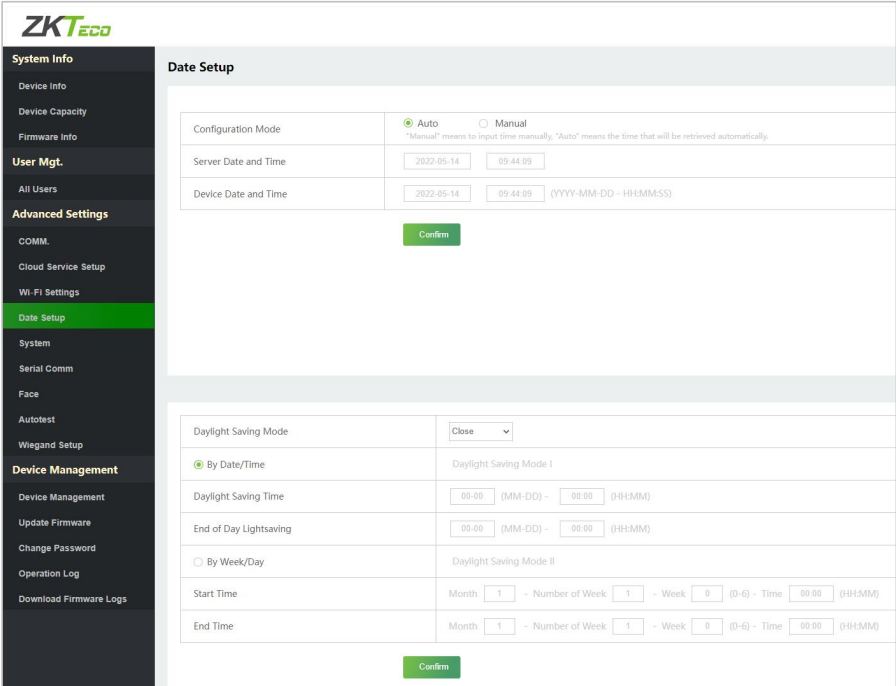 ZKTeco
System Info
Device Info
Device Capacity
Firmware Info
User Mgt.
All Users
Advanced Settings
COMM.
Cloud Service Setup
Wi-Fi Settings
Date Setup
System
Serial Comm
Face
Autotest
Wiegand Setup
Device Management
Device Management
Update Firmware
Change Password
Operation Log
Download Firmware Logs
Date Setup
Configuration Mode Auto Manual
"Manual" means to input time manually, "Auto" means the time that will be retrieved automatically.
Server Date and Time 2022-05-14 09:44:09
Device Date and Time 2022-05-14 09:44:09 (YYYY-MM-DD - HH:MM:SS)
Confirm
Daylight Saving Mode Close
By Date/Time Daylight Saving Mode I
Daylight Saving Time 00-00 (MM-DD) - 00:00 (HH:MM)
End of Day Lightsaving 00-00 (MM-DD) - 00:00 (HH:MM)
By Week/Day Daylight Saving Mode II
Start Time Month 1 - Number of Week 1 - Week 0 (0-6) - Time 00:00 (HH:MM)
End Time Month 1 - Number of Week 1 - Week 0 (0-6) - Time 00:00 (HH:MM)
Confirm